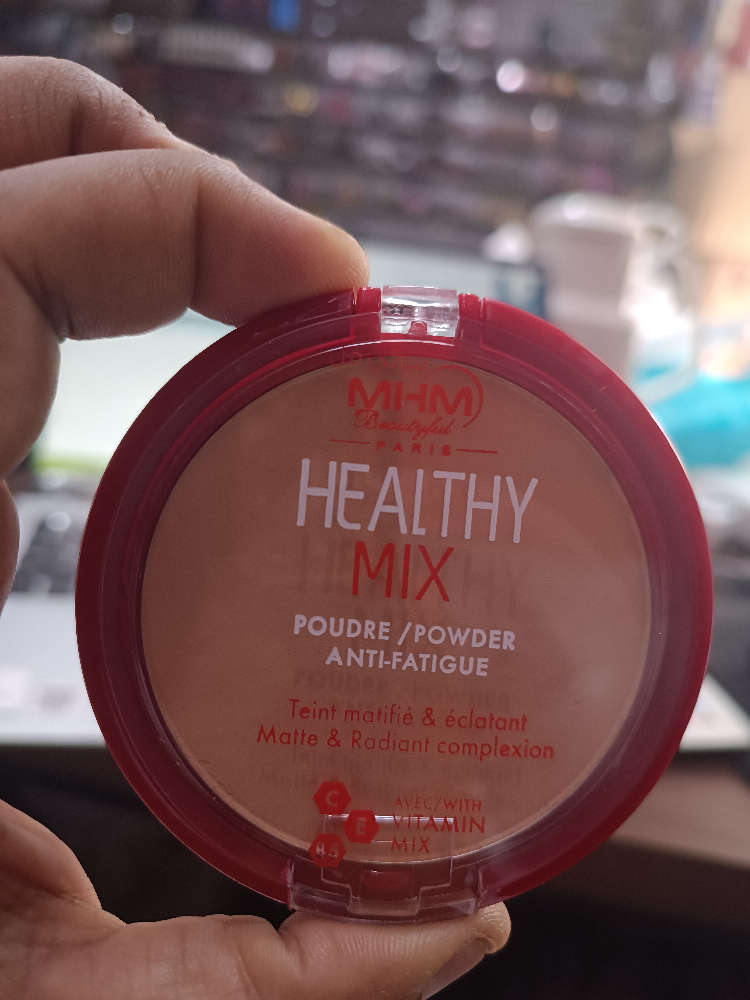 MHM
Beautyful
PARIS
HEALTHY
MIX
POUDRE /POWDER
ANTI-FATIGUE
Teint matifié & éclatant
Matte & Radiant complexion
C
E
AVEC/WITH
VITAMIN
MIX